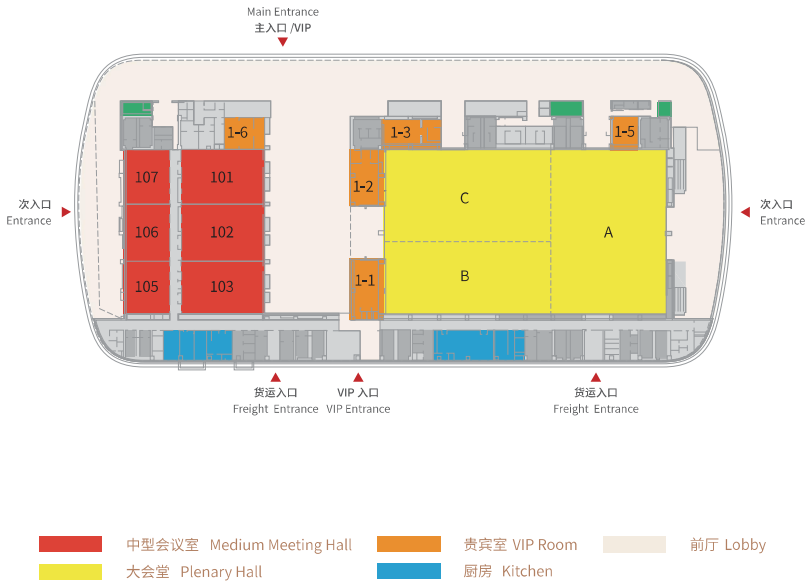 Main Entrance
主入口 /VIP
1-6
1-3
1-5
107
101
1-2
C
次入口
Entrance
次入口
Entrance
106
102
A
105
103
1-1
B
货运入口
Freight Entrance
VIP 入口
VIP Entrance
货运入口
Freight Entrance
中型会议室 Medium Meeting Hall
贵宾室 VIP Room
前厅 Lobby
大会堂 Plenary Hall
厨房 Kitchen